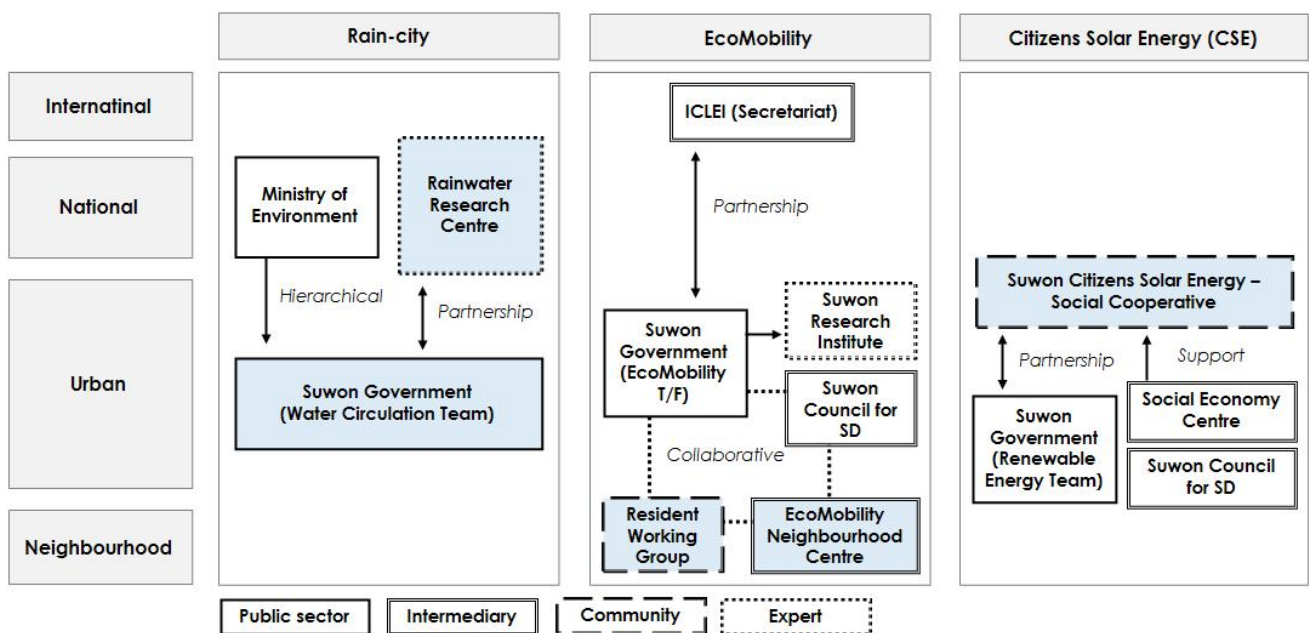 Rain-city
EcoMobility
Citizens Solar Energy (CSE)
Internatinal
National
Urban
Neighbourhood
Ministry of
Environment
Rainwater
Research
Centre
Hierarchical
Partnership
Suwon Government
(Water Circulation Team)
ICLEI (Secretariat)
Partnership
Suwon
Government
(EcoMobility
T/F)
Suwon
Research
Institute
Suwon
Council for
SD
Collaborative
Resident
Working
Group
EcoMobility
Neighbourhood
Centre
Suwon Citizens Solar Energy –
Social Cooperative
Partnership
Support
Suwon
Government
(Renewable
Energy Team)
Social Economy
Centre
Suwon Council
for SD
Public sector
Intermediary
Community
Expert